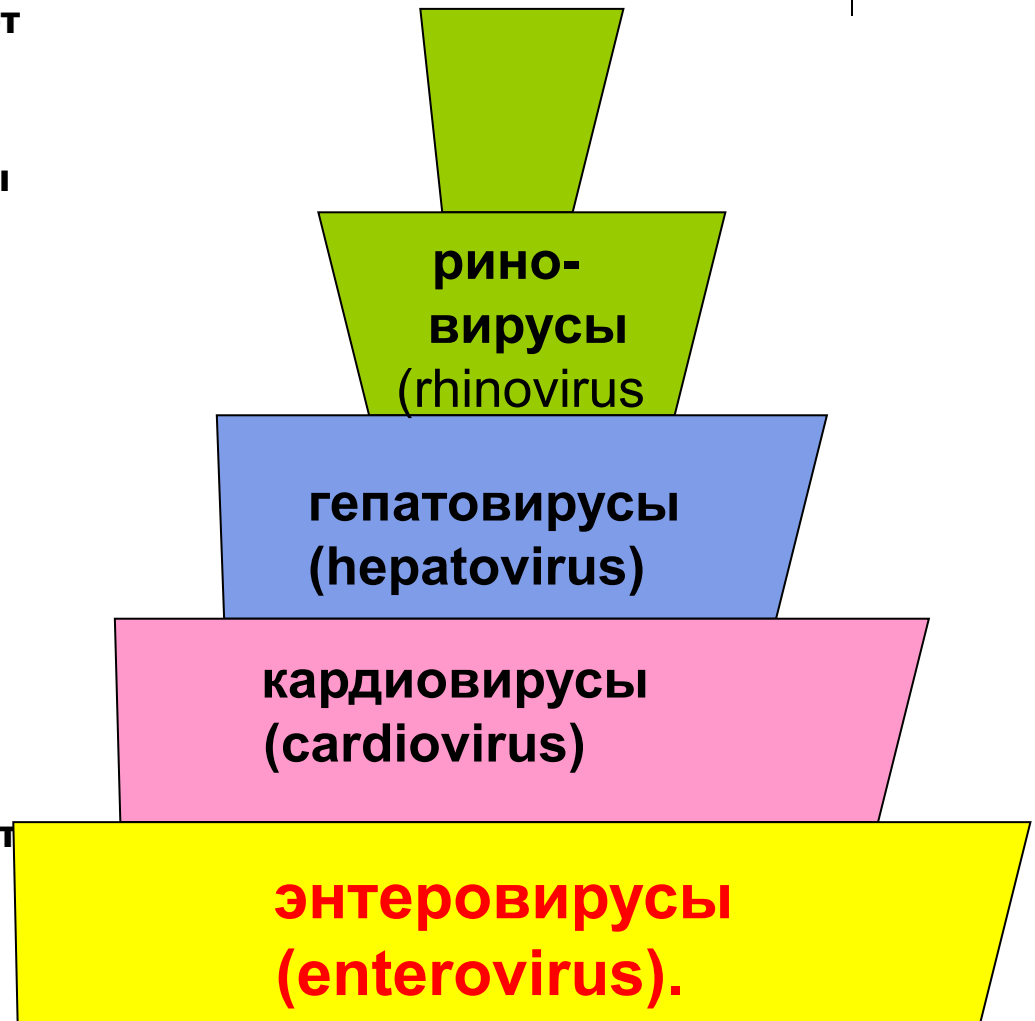 т
рино-
вирусы
(rhinovirus
гепатовирусы
(hepatovirus)
кардиовирусы
(cardiovirus)
т
энтеровирусы
(enterovirus).